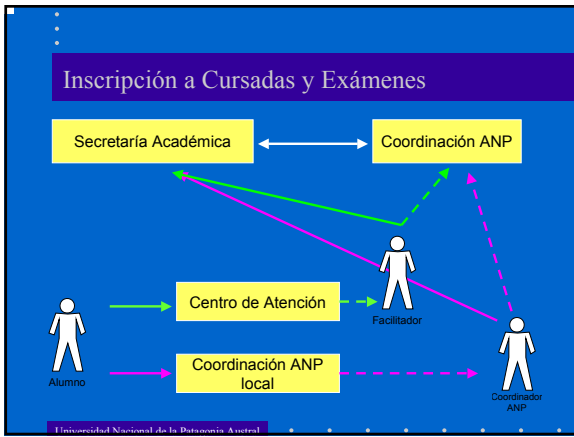 Inscripción a Cursadas y Exámenes
Secretaría Académica
Coordinación ANP
Centro de Atención
Facilitador
Coordinación ANP
local
Alumno
Coordinador
ANP
Universidad Nacional de la Patagonia Austral